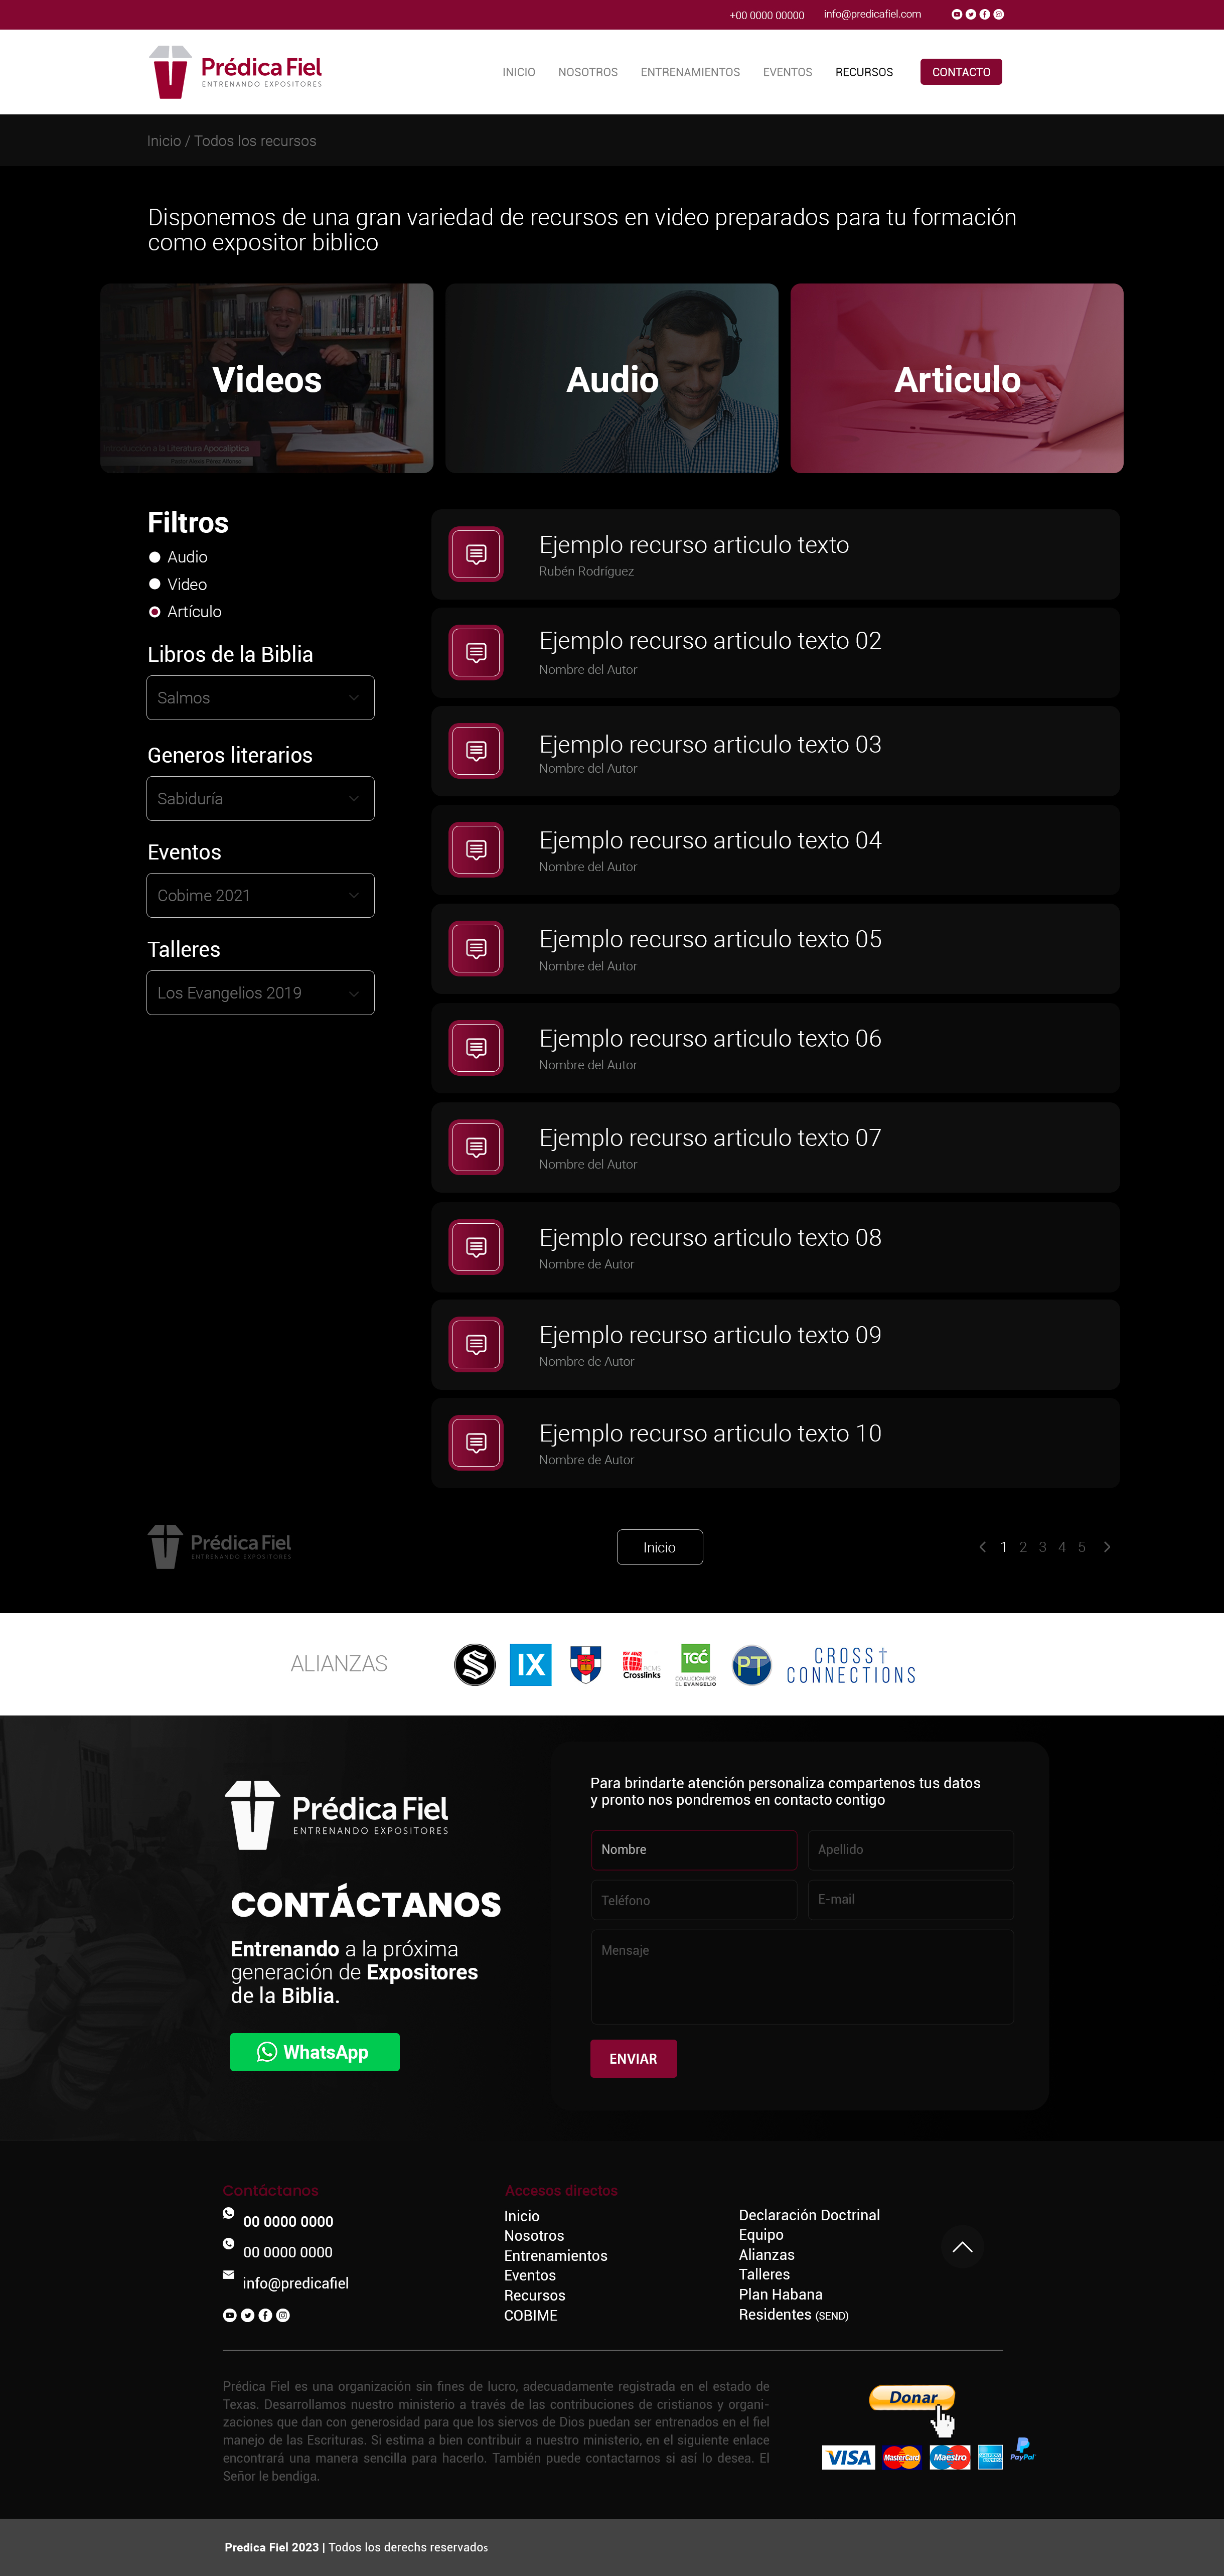 +00 0000 00000 info@predicafiel.com
Prédica Fiel
ENTRENANDO EXPOSITORES
INICIO NOSOTROS ENTRENAMIENTOS EVENTOS RECURSOS CONTACTO
Inicio / Todos los recursos
Disponemos de una gran variedad de recursos en video preparados para tu formación
como expositor biblico
Introducción a la Literatura Apocalíptica
Videos
Audio
Articulo
Filtros
Audio
Video
Artículo
Libros de la Biblia
Salmos
Generos literarios
Sabiduría
Eventos
Cobime 2021
Talleres
Los Evangelios 2019
Ejemplo recurso articulo texto
Rubén Rodríguez
Ejemplo recurso articulo texto 02
Nombre del Autor
Ejemplo recurso articulo texto 03
Nombre del Autor
Ejemplo recurso articulo texto 04
Nombre del Autor
Ejemplo recurso articulo texto 05
Nombre del Autor
Ejemplo recurso articulo texto 06
Nombre del Autor
Ejemplo recurso articulo texto 07
Nombre del Autor
Ejemplo recurso articulo texto 08
Nombre de Autor
Ejemplo recurso articulo texto 09
Nombre de Autor
Ejemplo recurso articulo texto 10
Nombre de Autor
Prédica Fiel
ENTRENANDO EXPOSITORES
Inicio
1 2 3 4 5
ALIANZAS
S
IX
Crosslinks
TGC
COALICIÓN POR
EL EVANGELIO
PT
CROSS
CONNECTIONS
Prédica Fiel
ENTRENANDO EXPOSITORES
CONTÁCTANOS
Entrenando a la próxima
generación de Expositores
de la Biblia.
WhatsApp
Para brindarte atención personaliza compartenos tus datos
y pronto nos pondremos en contacto contigo
Nombre Apellido
Teléfono E-mail
Mensaje
ENVIAR
Contáctanos
00 0000 0000
00 0000 0000
info@predicafiel
Accesos directos
Inicio
Nosotros
Entrenamientos
Eventos
Recursos
COBIME
Declaración Doctrinal
Equipo
Alianzas
Talleres
Plan Habana
Residentes (SEND)
Prédica Fiel es una organización sin fines de lucro, adecuadamente registrada en el estado de
Texas. Desarrollamos nuestro ministerio a través de las contribuciones de cristianos y organi-
zaciones que dan con generosidad para que los siervos de Dios puedan ser entrenados en el fiel
manejo de las Escrituras. Si estima a bien contribuir a nuestro ministerio, en el siguiente enlace
encontrará una manera sencilla para hacerlo. También puede contactarnos si así lo desea. El
Señor le bendiga.
Donar
VISA MasterCard Maestro PayPal
Predica Fiel 2023 | Todos los derechs reservados